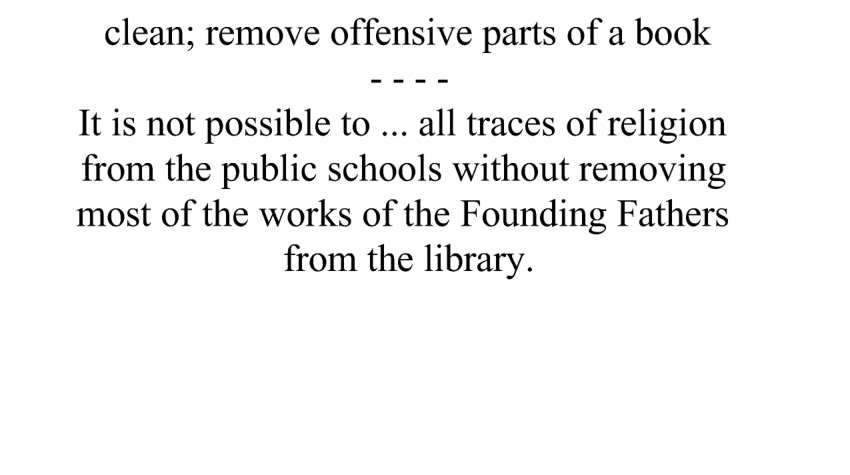 clean; remove offensive parts of a book
- - - -
It is not possible to ... all traces of religion
from the public schools without removing
most of the works of the Founding Fathers
from the library.